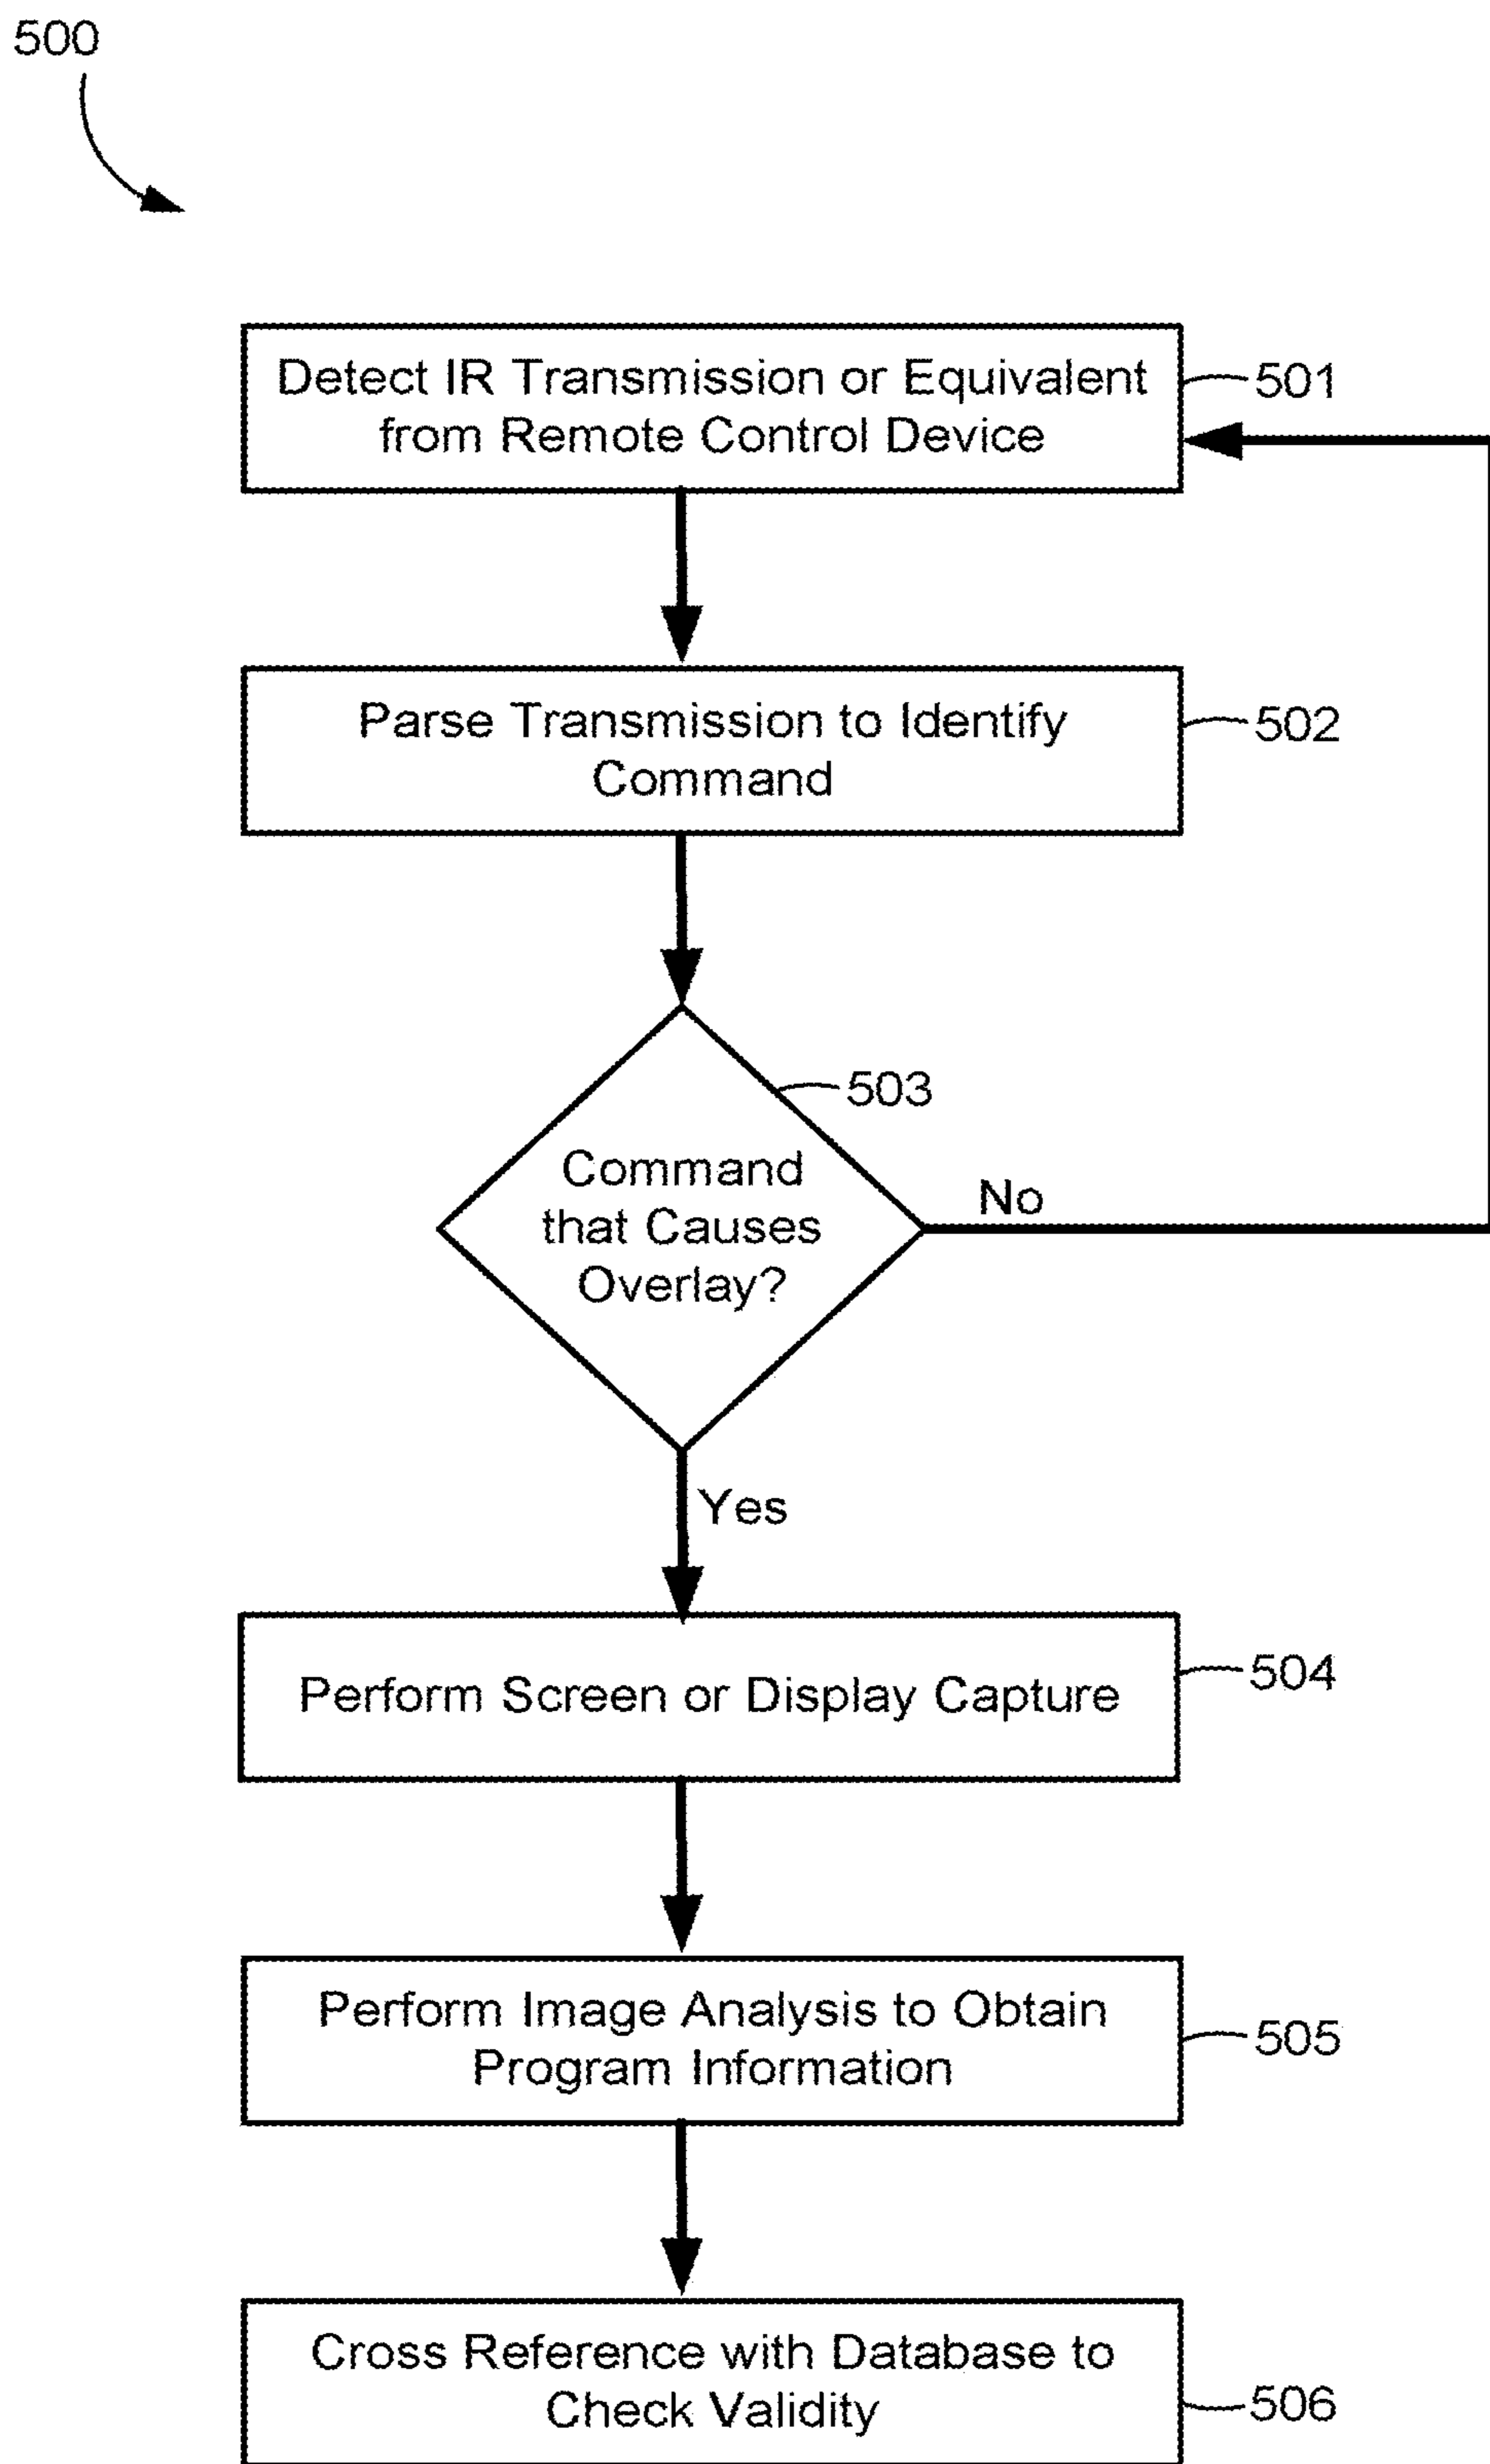 500
Detect IR Transmission or Equivalent
from Remote Control Device
501
Parse Transmission to Identify
Command
502
503
Command
that Causes
Overlay?
No
Yes
Perform Screen or Display Capture
504
Perform Image Analysis to Obtain
Program Information
505
Cross Reference with Database to
Check Validity
506